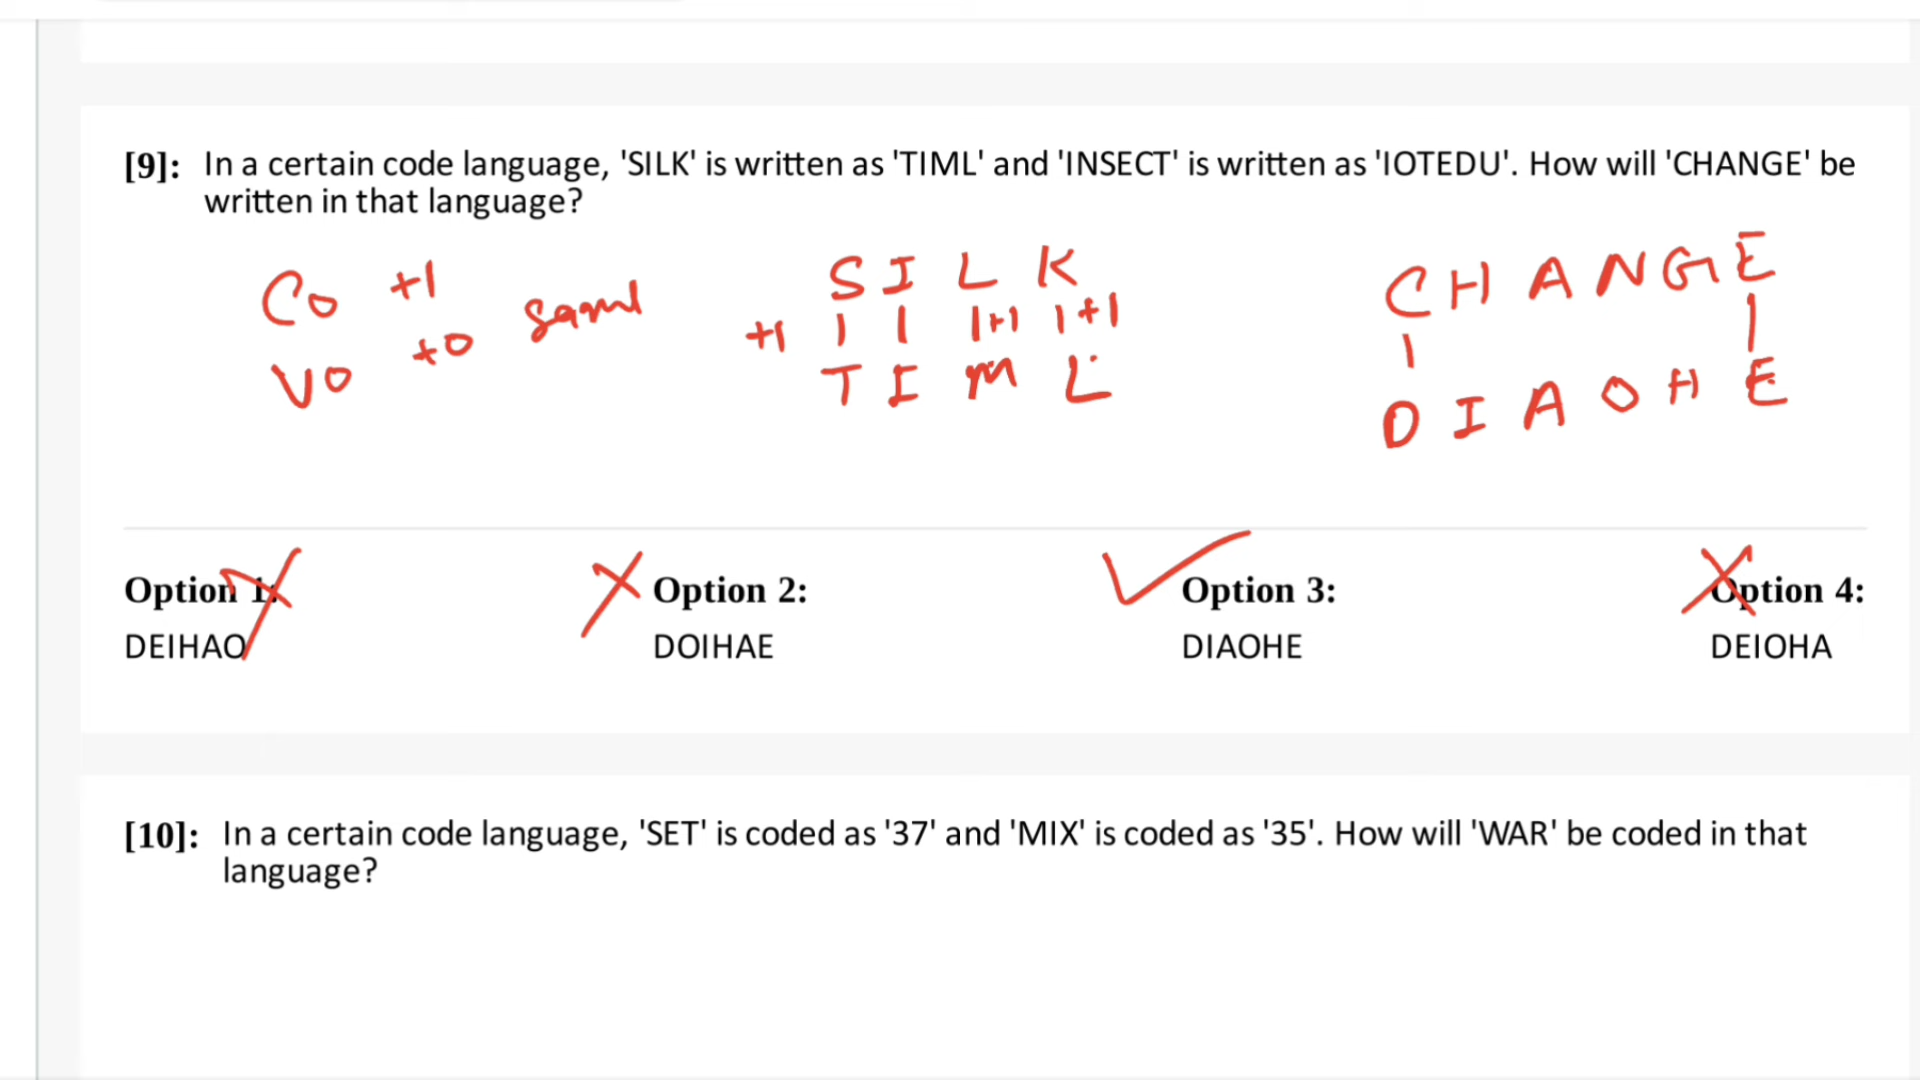 [9]: In a certain code language, 'SILK' is written as 'TIML' and 'INSECT' is written as 'IOTEDU'. How will 'CHANGE' be
written in that language?
Co +1
Vo +0 same
S I L K
+1 | | |+1 |+1
T I M L
C H A N G E
| |
D I A O H E
Option 1: Option 2: Option 3: Option 4:
DEIHAO DOIHAE DIAOHE DEIOHA
[10]: In a certain code language, 'SET' is coded as '37' and 'MIX' is coded as '35'. How will 'WAR' be coded in that
language?